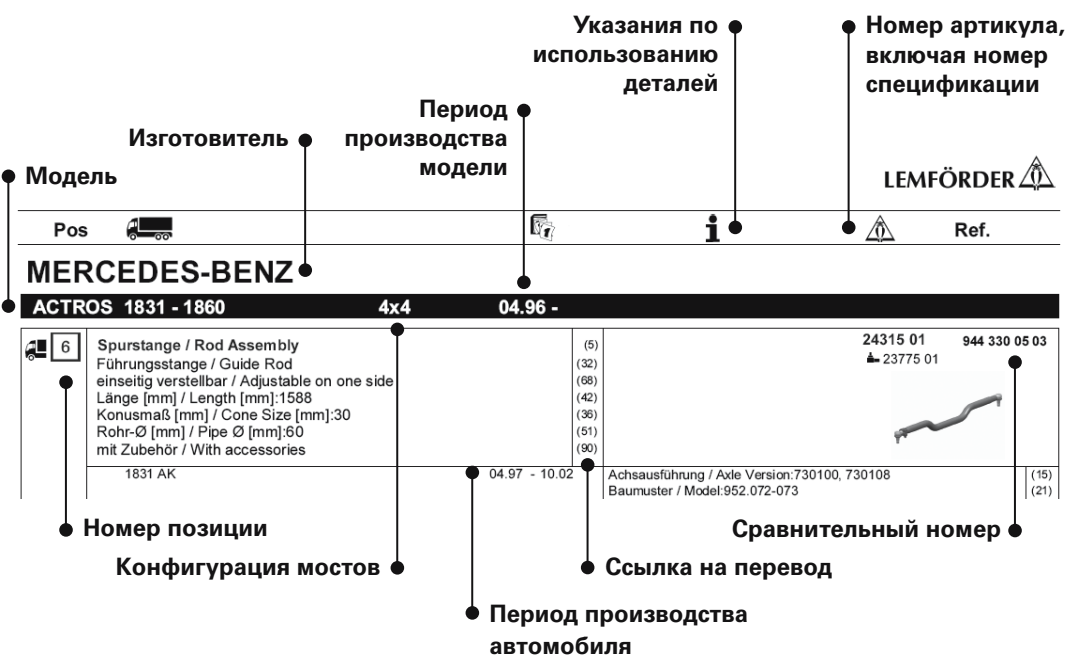 Указания по
использованию
деталей
Номер артикула,
включая номер
спецификации
Период
производства
модели
Изготовитель
Модель
LEMFÖRDER
Pos
Ref.
MERCEDES-BENZ
ACTROS 1831 - 1860 4x4 04.96 -
6
Spurstange / Rod Assembly (5)
Führungsstange / Guide Rod (32)
einseitig verstellbar / Adjustable on one side (68)
Länge [mm] / Length [mm]:1588 (42)
Konusmaß [mm] / Cone Size [mm]:30 (36)
Rohr-Ø [mm] / Pipe Ø [mm]:60 (51)
mit Zubehör / With accessories (90)
24315 01 944 330 05 03
23775 01
1831 AK 04.97 - 10.02
Achsausführung / Axle Version:730100, 730108 (15)
Baumuster / Model:952.072-073 (21)
Номер позиции
Сравнительный номер
Конфигурация мостов
Ссылка на перевод
Период производства
автомобиля